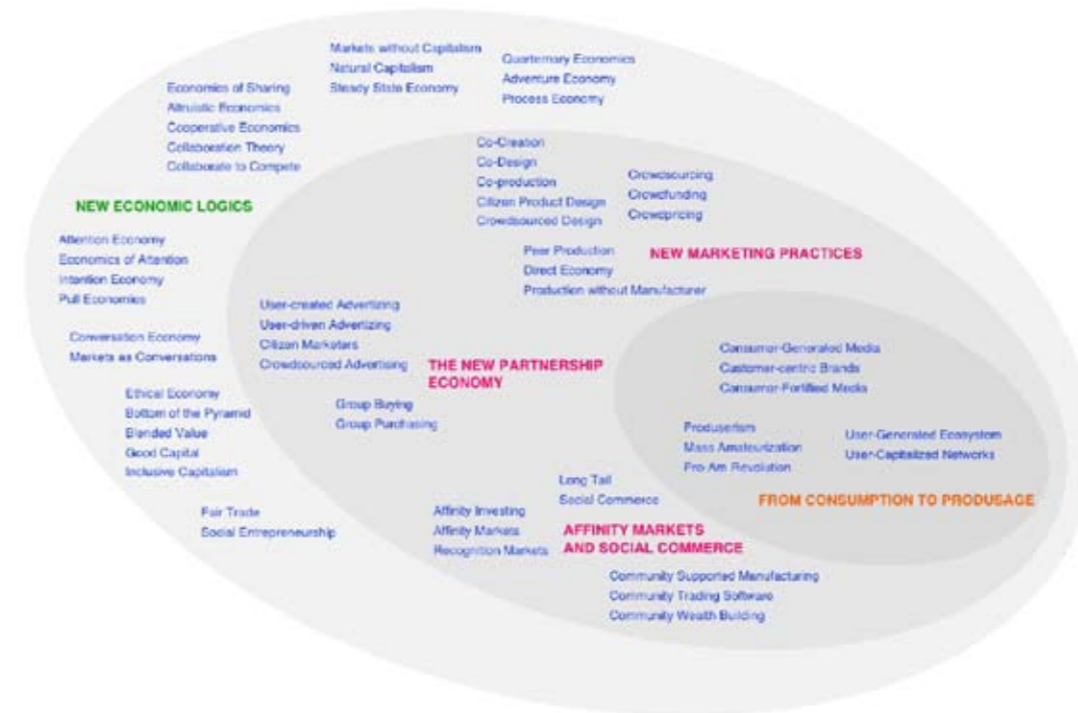 Markets without Capitalism
Natural Capitalism
Steady State Economy
Quarternary Economics
Adventure Economy
Process Economy
Economics of Sharing
Altruistic Economics
Cooperative Economics
Collaboration Theory
Collaborate to Compete
Co-Creation
Co-Design
Co-production
Citizen Product Design
Crowdsourced Design
Crowdsourcing
Crowdfunding
Crowdpricing
NEW ECONOMIC LOGICS
Attention Economy
Economics of Attention
Intention Economy
Pull Economies
Peer Production
Direct Economy
Production without Manufacturer
NEW MARKETING PRACTICES
User-created Advertizing
User-driven Advertizing
Citizen Marketers
Crowdsourced Advertising
Conversation Economy
Markets as Conversations
THE NEW PARTNERSHIP
ECONOMY
Consumer-Generated Media
Customer-centric Brands
Consumer-Fortified Media
Ethical Economy
Bottom of the Pyramid
Blended Value
Good Capital
Inclusive Capitalism
Group Buying
Group Purchasing
Produserism
Mass Amateurization
Pro Am Revolution
User-Generated Ecosystem
User-Capitalized Networks
Long Tail
Social Commerce
FROM CONSUMPTION TO PRODUSAGE
Fair Trade
Social Entrepreneurship
Affinity Investing
Affinity Markets
Recognition Markets
AFFINITY MARKETS
AND SOCIAL COMMERCE
Community Supported Manufacturing
Community Trading Software
Community Wealth Building